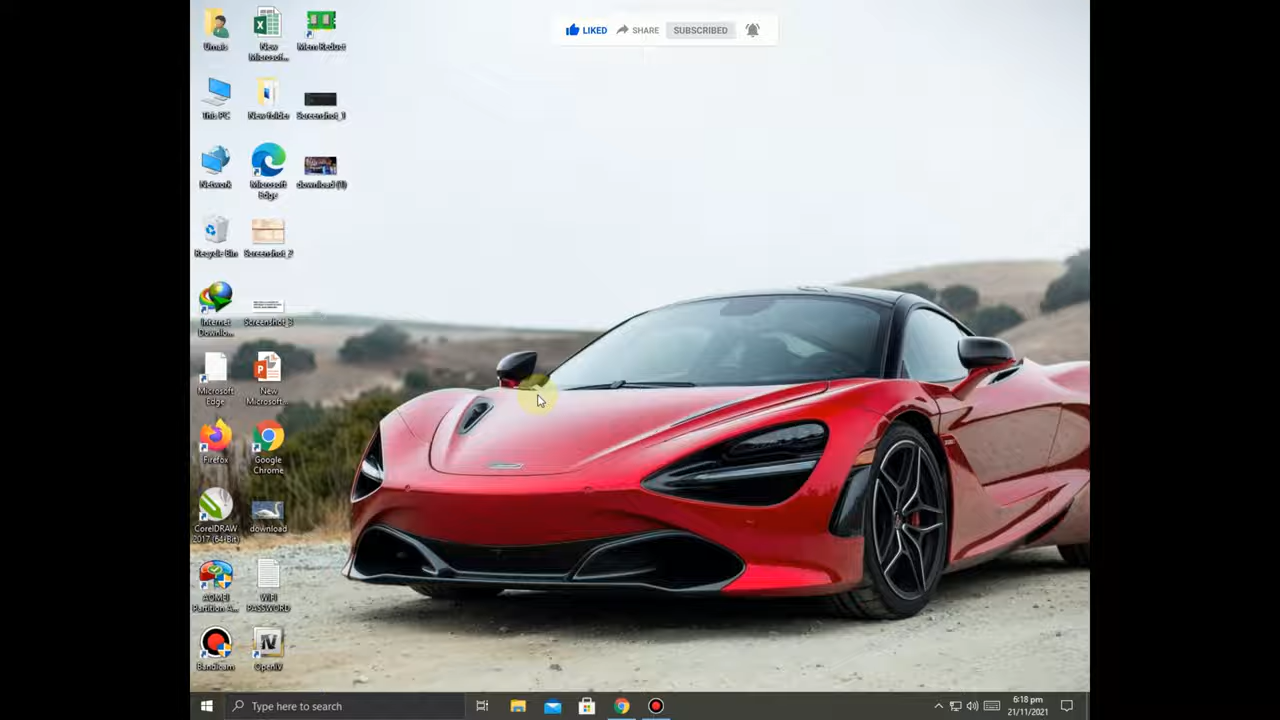 LIKED
SHARE
SUBSCRIBED
Umais
New
Microsof...
Mem Reduct
This PC
New folder
Screenshot_1
Network
Microsoft
Edge
download (1)
Recycle Bin
Screenshot_2
Internet
Downlo...
Screenshot_3
Microsoft
Edge
New
Microsoft...
Firefox
Google
Chrome
CorelDRAW
2017 (64-Bit)
download
AOMEI
Partition A...
WIFI
PASSWORD
Bandicam
OpenIV
Type here to search
6:18 pm
21/11/2021